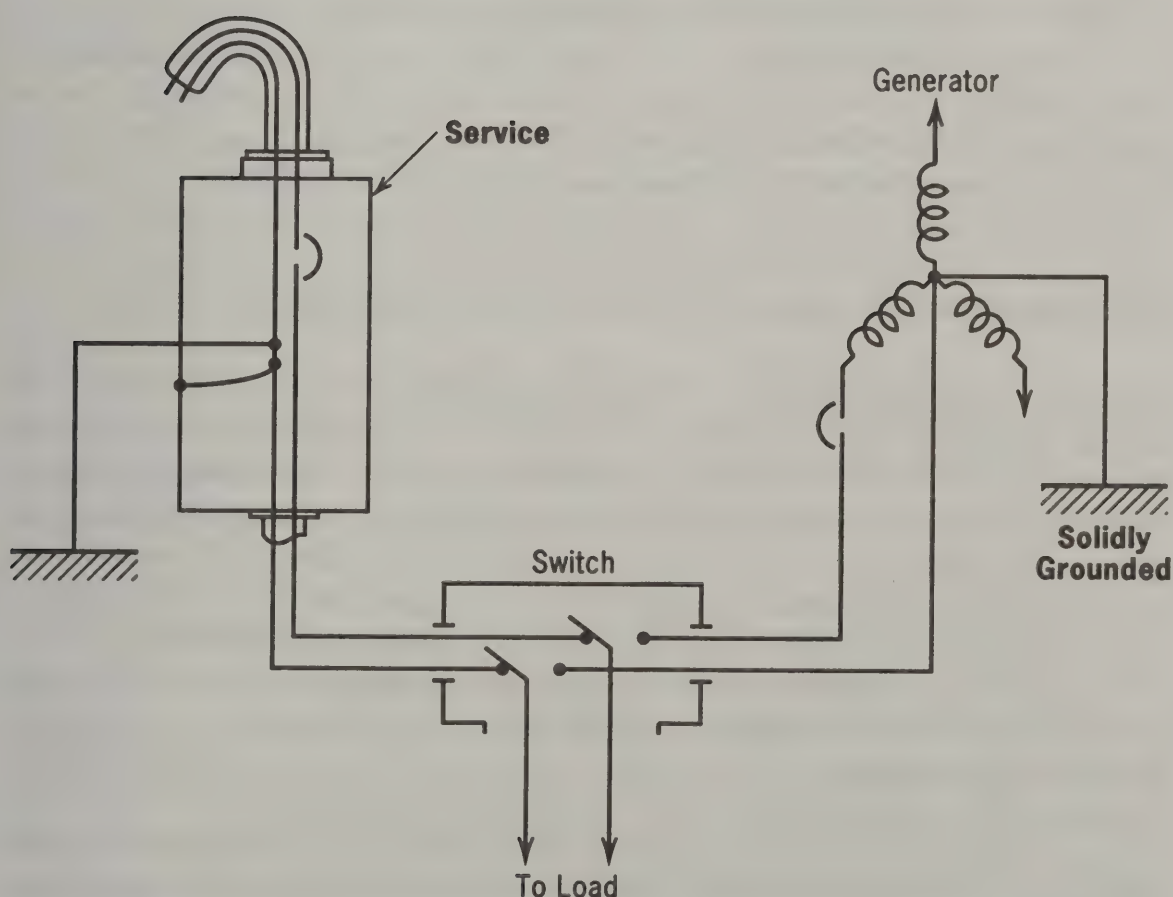 Generator
Service
Solidly
Grounded
Switch
To Load